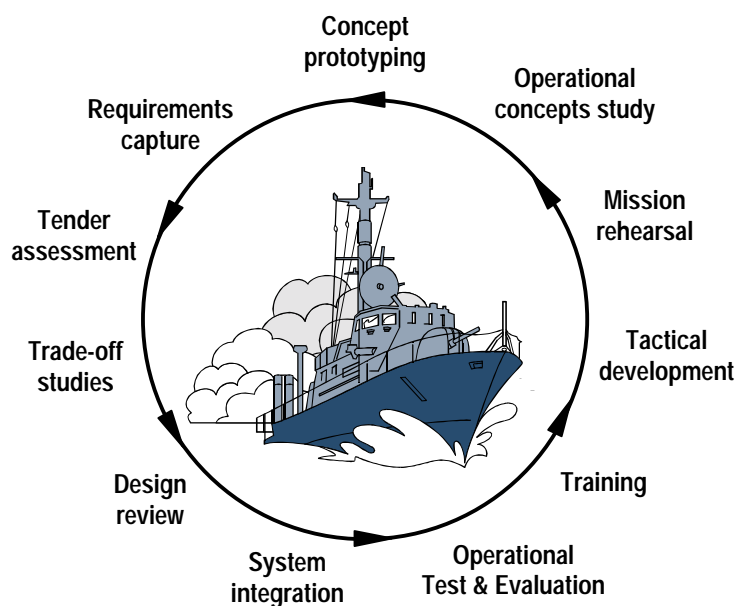 Concept
prototyping
Operational
concepts study
Requirements
capture
Mission
rehearsal
Tender
assessment
Tactical
development
Trade-off
studies
Training
Design
review
System
integration
Operational
Test & Evaluation